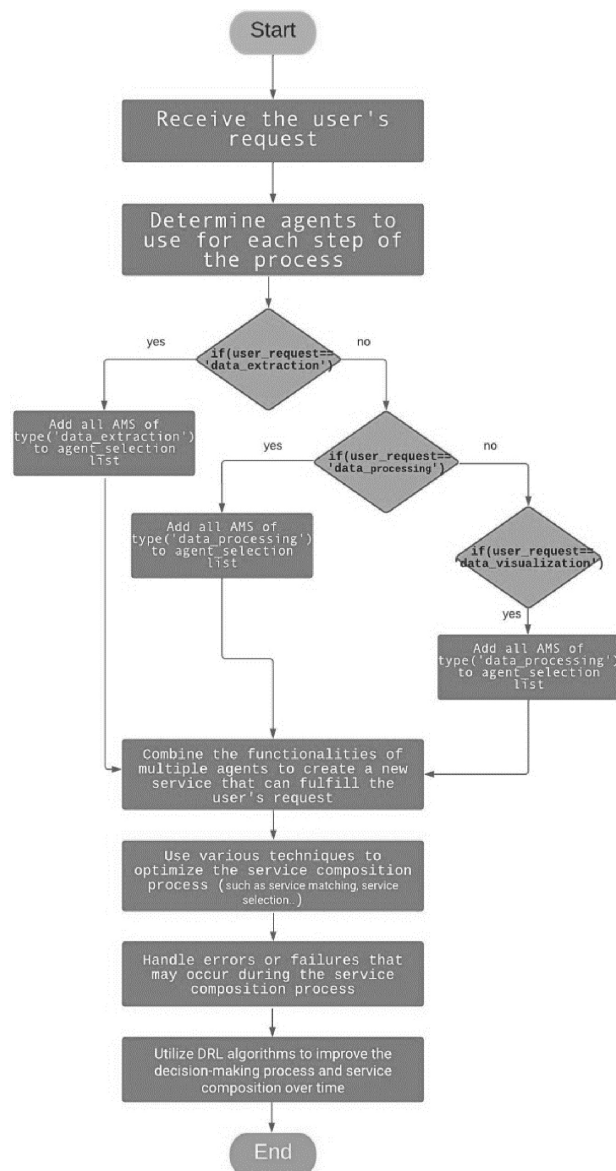 Start
Receive the user's
request
Determine agents to
use for each step of
the process
yes
no
if(user_request==
'data_extraction')
Add all AMS of
type('data_extraction')
to agent_selection
list
yes
no
if(user_request==
'data_processing')
Add all AMS of
type('data_processing')
to agent_selection
list
if(user_request==
'data_visualization')
yes
Add all AMS of
type('data_processing')
to agent_selection
list
Combine the functionalities of
multiple agents to create a new
service that can fulfill the
user's request
Use various techniques to
optimize the service composition
process (such as service matching, service
selection..)
Handle errors or failures that
may occur during the service
composition process
Utilize DRL algorithms to improve the
decision-making process and service
composition over time
End